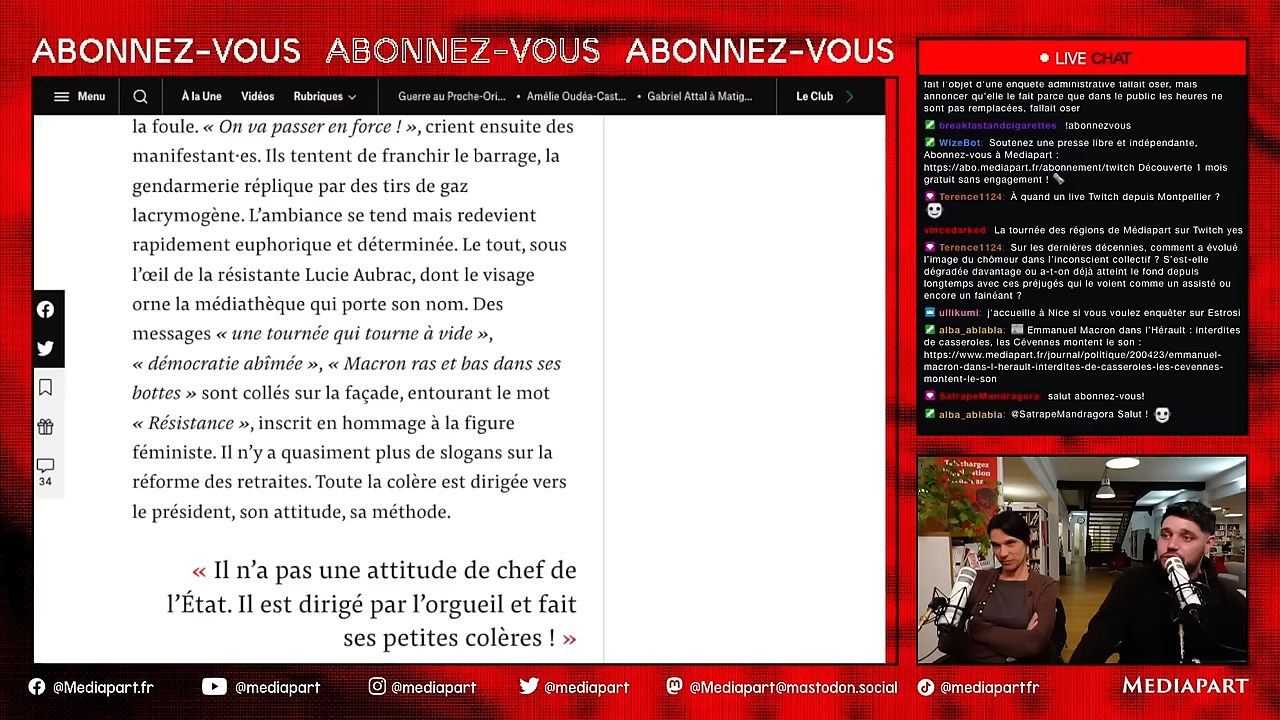 ABONNEZ-VOUS ABONNEZ-VOUS ABONNEZ-VOUS
Menu
À la Une Vidéos Rubriques
Guerre au Proche-Ori... • Amélie Oudéa-Cast... • Gabriel Attal à Matig...
Le Club
la foule. « On va passer en force ! », crient ensuite des
manifestant·es. Ils tentent de franchir le barrage, la
gendarmerie réplique par des tirs de gaz
lacrymogène. L’ambiance se tend mais redevient
rapidement euphorique et déterminée. Le tout, sous
l’œil de la résistante Lucie Aubrac, dont le visage
orne la médiathèque qui porte son nom. Des
messages « une tournée qui tourne à vide »,
« démocratie abîmée », « Macron ras et bas dans ses
bottes » sont collés sur la façade, entourant le mot
« Résistance », inscrit en hommage à la figure
féministe. Il n’y a quasiment plus de slogans sur la
réforme des retraites. Toute la colère est dirigée vers
le président, son attitude, sa méthode.
« Il n’a pas une attitude de chef de
l’État. Il est dirigé par l’orgueil et fait
ses petites colères ! »
34
LIVE CHAT
fait l'objet d'une enquête administrative fallait oser, mais
annoncer qu'elle le fait parce que dans le public les heures ne
sont pas remplacées, fallait oser
breakfastandcigarettes: !abonnezvous
WizeBot: Soutenez une presse libre et indépendante,
Abonnez-vous à Mediapart :
https://abo.mediapart.fr/abonnement/twitch Découverte 1 mois
gratuit sans engagement !
Terence1124: À quand un live Twitch depuis Montpellier ?
vincedarked La tournée des régions de Médiapart sur Twitch yes
Terence1124: Sur les dernières décennies, comment a évolué
l'image du chômeur dans l'inconscient collectif ? S'est-elle
dégradée davantage ou a-t-on déjà atteint le fond depuis
longtemps avec ces préjugés qui le voient comme un assisté ou
encore un fainéant ?
ullikumi: j'accueille à Nice si vous voulez enquêter sur Estrosi
alba_ablabla: Emmanuel Macron dans l'Hérault : interdites
de casseroles, les Cévennes montent le son :
https://www.mediapart.fr/journal/politique/200423/emmanuel-
macron-dans-l-herault-interdites-de-casseroles-les-cevennes-
montent-le-son
SatrapeMandragora salut abonnez-vous!
alba_ablabla: @SatrapeMandragora Salut !
@Mediapart.fr @mediapart @mediapart @mediapart @Mediapart@mastodon.social @mediapartfr
MEDIAPART